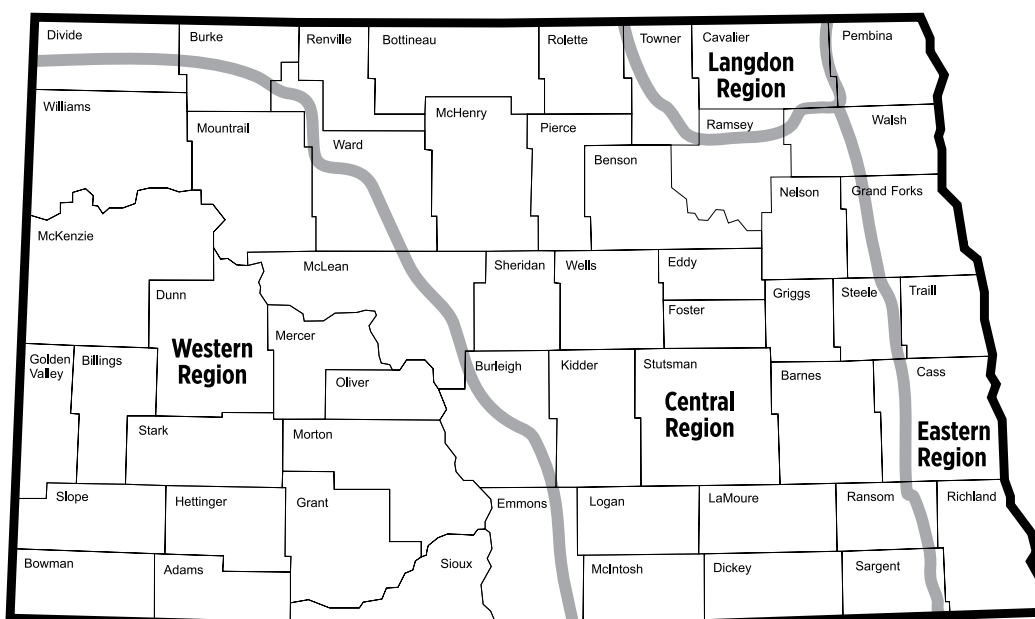 Divide
Burke
Renville
Bottineau
Rolette
Towner
Cavalier
Pembina
Langdon
Region
Williams
Mountrail
Ward
McHenry
Pierce
Ramsey
Walsh
Benson
Nelson
Grand Forks
McKenzie
McLean
Sheridan
Wells
Eddy
Dunn
Foster
Griggs
Steele
Traill
Mercer
Western
Region
Golden
Valley
Billings
Oliver
Burleigh
Kidder
Stutsman
Barnes
Cass
Central
Region
Eastern
Region
Stark
Morton
Slope
Hettinger
Grant
Emmons
Logan
LaMoure
Ransom
Richland
Bowman
Adams
Sioux
McIntosh
Dickey
Sargent